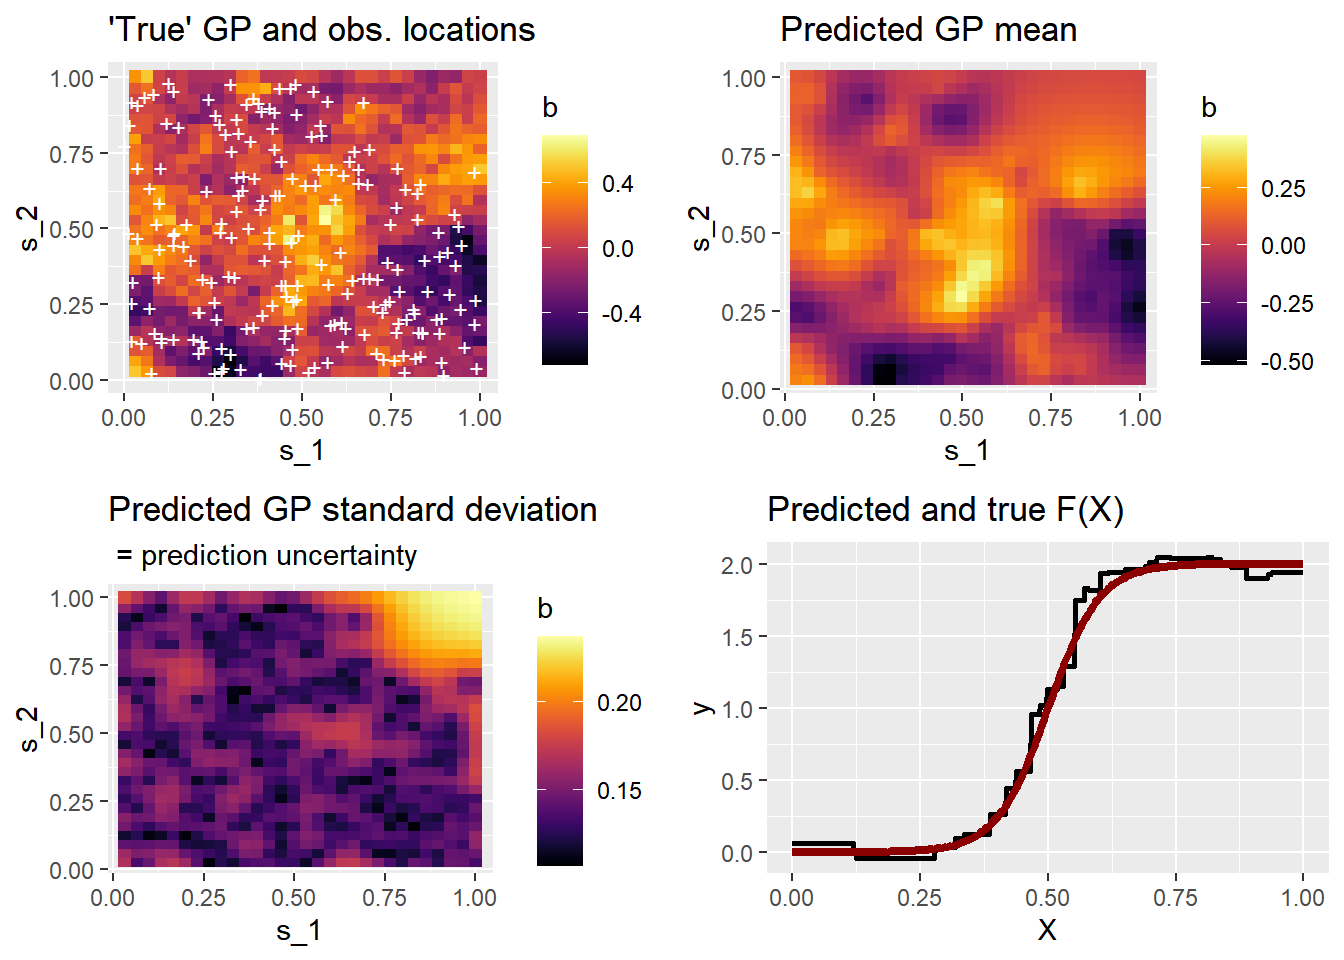 'True' GP and obs. locations
1.00
0.75
0.50
0.25
0.00
s_2
0.00 0.25 0.50 0.75 1.00
s_1
b
0.4
0.0
-0.4
Predicted GP mean
1.00
0.75
0.50
0.25
0.00
s_2
0.00 0.25 0.50 0.75 1.00
s_1
b
0.25
0.00
-0.25
-0.50
Predicted GP standard deviation
= prediction uncertainty
1.00
0.75
0.50
0.25
0.00
s_2
0.00 0.25 0.50 0.75 1.00
s_1
b
0.20
0.15
Predicted and true F(X)
2.0
1.5
1.0
0.5
0.0
y
0.00 0.25 0.50 0.75 1.00
X